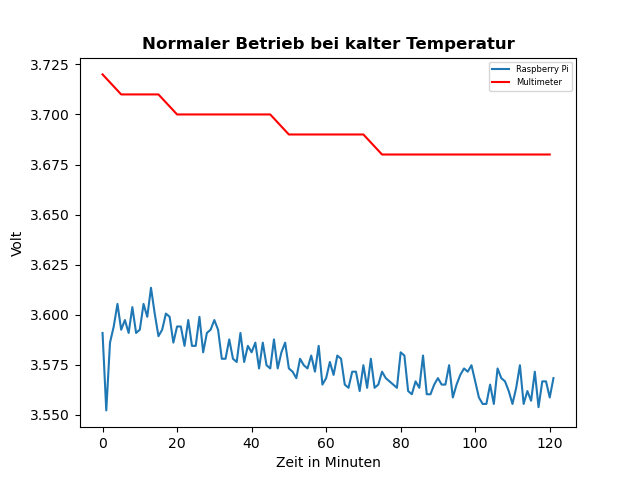 Normaler Betrieb bei kalter Temperatur
Raspberry Pi
Multimeter
3.725
3.700
3.675
3.650
3.625
3.600
3.575
3.550
Volt
0 20 40 60 80 100 120
Zeit in Minuten